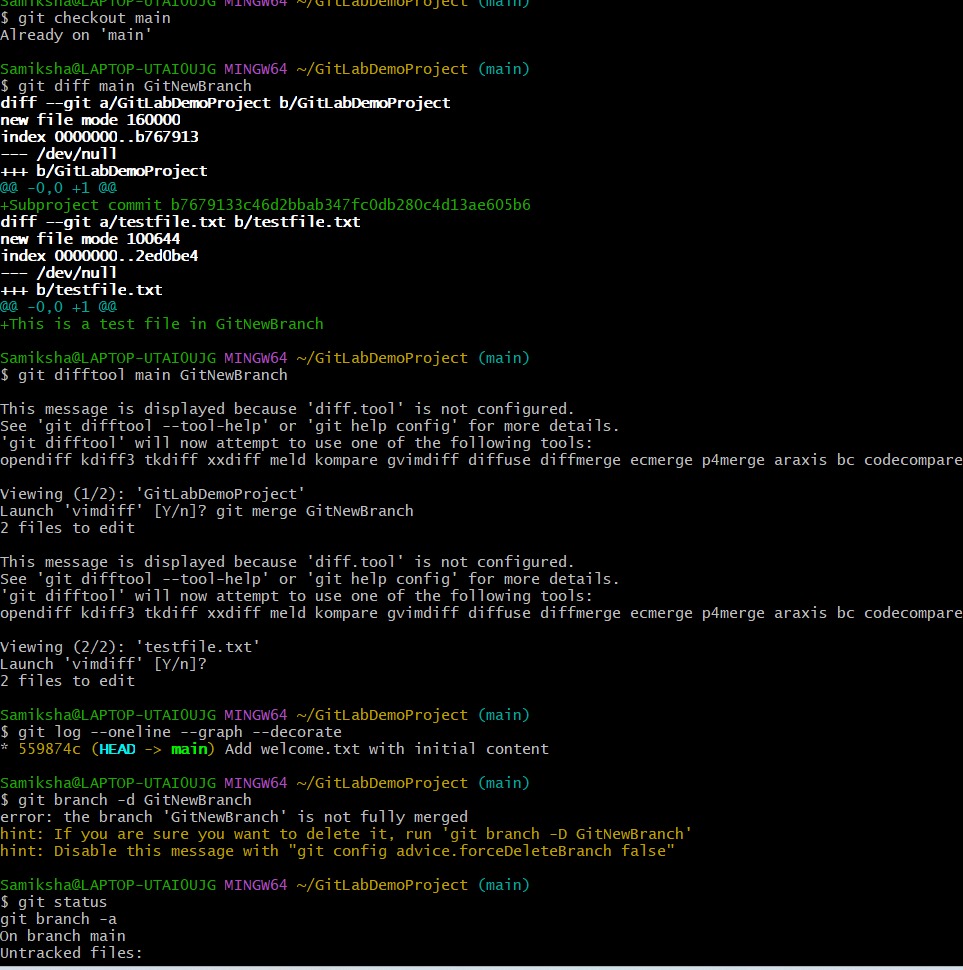 Samiksha@LAPTOP-UTAI0UJG MINGW64 ~/GitLabDemoProject (main)
$ git checkout main
Already on 'main'
Samiksha@LAPTOP-UTAI0UJG MINGW64 ~/GitLabDemoProject (main)
$ git diff main GitNewBranch
diff --git a/GitLabDemoProject b/GitLabDemoProject
new file mode 160000
index 0000000..b767913
--- /dev/null
+++ b/GitLabDemoProject
@@ -0,0 +1 @@
+Subproject commit b7679133c46d2bbab347fc0db280c4d13ae605b6
diff --git a/testfile.txt b/testfile.txt
new file mode 100644
index 0000000..2ed0be4
--- /dev/null
+++ b/testfile.txt
@@ -0,0 +1 @@
+This is a test file in GitNewBranch
Samiksha@LAPTOP-UTAI0UJG MINGW64 ~/GitLabDemoProject (main)
$ git difftool main GitNewBranch
This message is displayed because 'diff.tool' is not configured.
See 'git difftool --tool-help' or 'git help config' for more details.
'git difftool' will now attempt to use one of the following tools:
opendiff kdiff3 tkdiff xxdiff meld kompare gvimdiff diffuse diffmerge ecmerge p4merge araxis bc codecompare
Viewing (1/2): 'GitLabDemoProject'
Launch 'vimdiff' [Y/n]? git merge GitNewBranch
2 files to edit
This message is displayed because 'diff.tool' is not configured.
See 'git difftool --tool-help' or 'git help config' for more details.
'git difftool' will now attempt to use one of the following tools:
opendiff kdiff3 tkdiff xxdiff meld kompare gvimdiff diffuse diffmerge ecmerge p4merge araxis bc codecompare
Viewing (2/2): 'testfile.txt'
Launch 'vimdiff' [Y/n]?
2 files to edit
Samiksha@LAPTOP-UTAI0UJG MINGW64 ~/GitLabDemoProject (main)
$ git log --oneline --graph --decorate
* 559874c (HEAD -> main) Add welcome.txt with initial content
Samiksha@LAPTOP-UTAI0UJG MINGW64 ~/GitLabDemoProject (main)
$ git branch -d GitNewBranch
error: the branch 'GitNewBranch' is not fully merged
hint: If you are sure you want to delete it, run 'git branch -D GitNewBranch'
hint: Disable this message with "git config advice.forceDeleteBranch false"
Samiksha@LAPTOP-UTAI0UJG MINGW64 ~/GitLabDemoProject (main)
$ git status
git branch -a
On branch main
Untracked files: